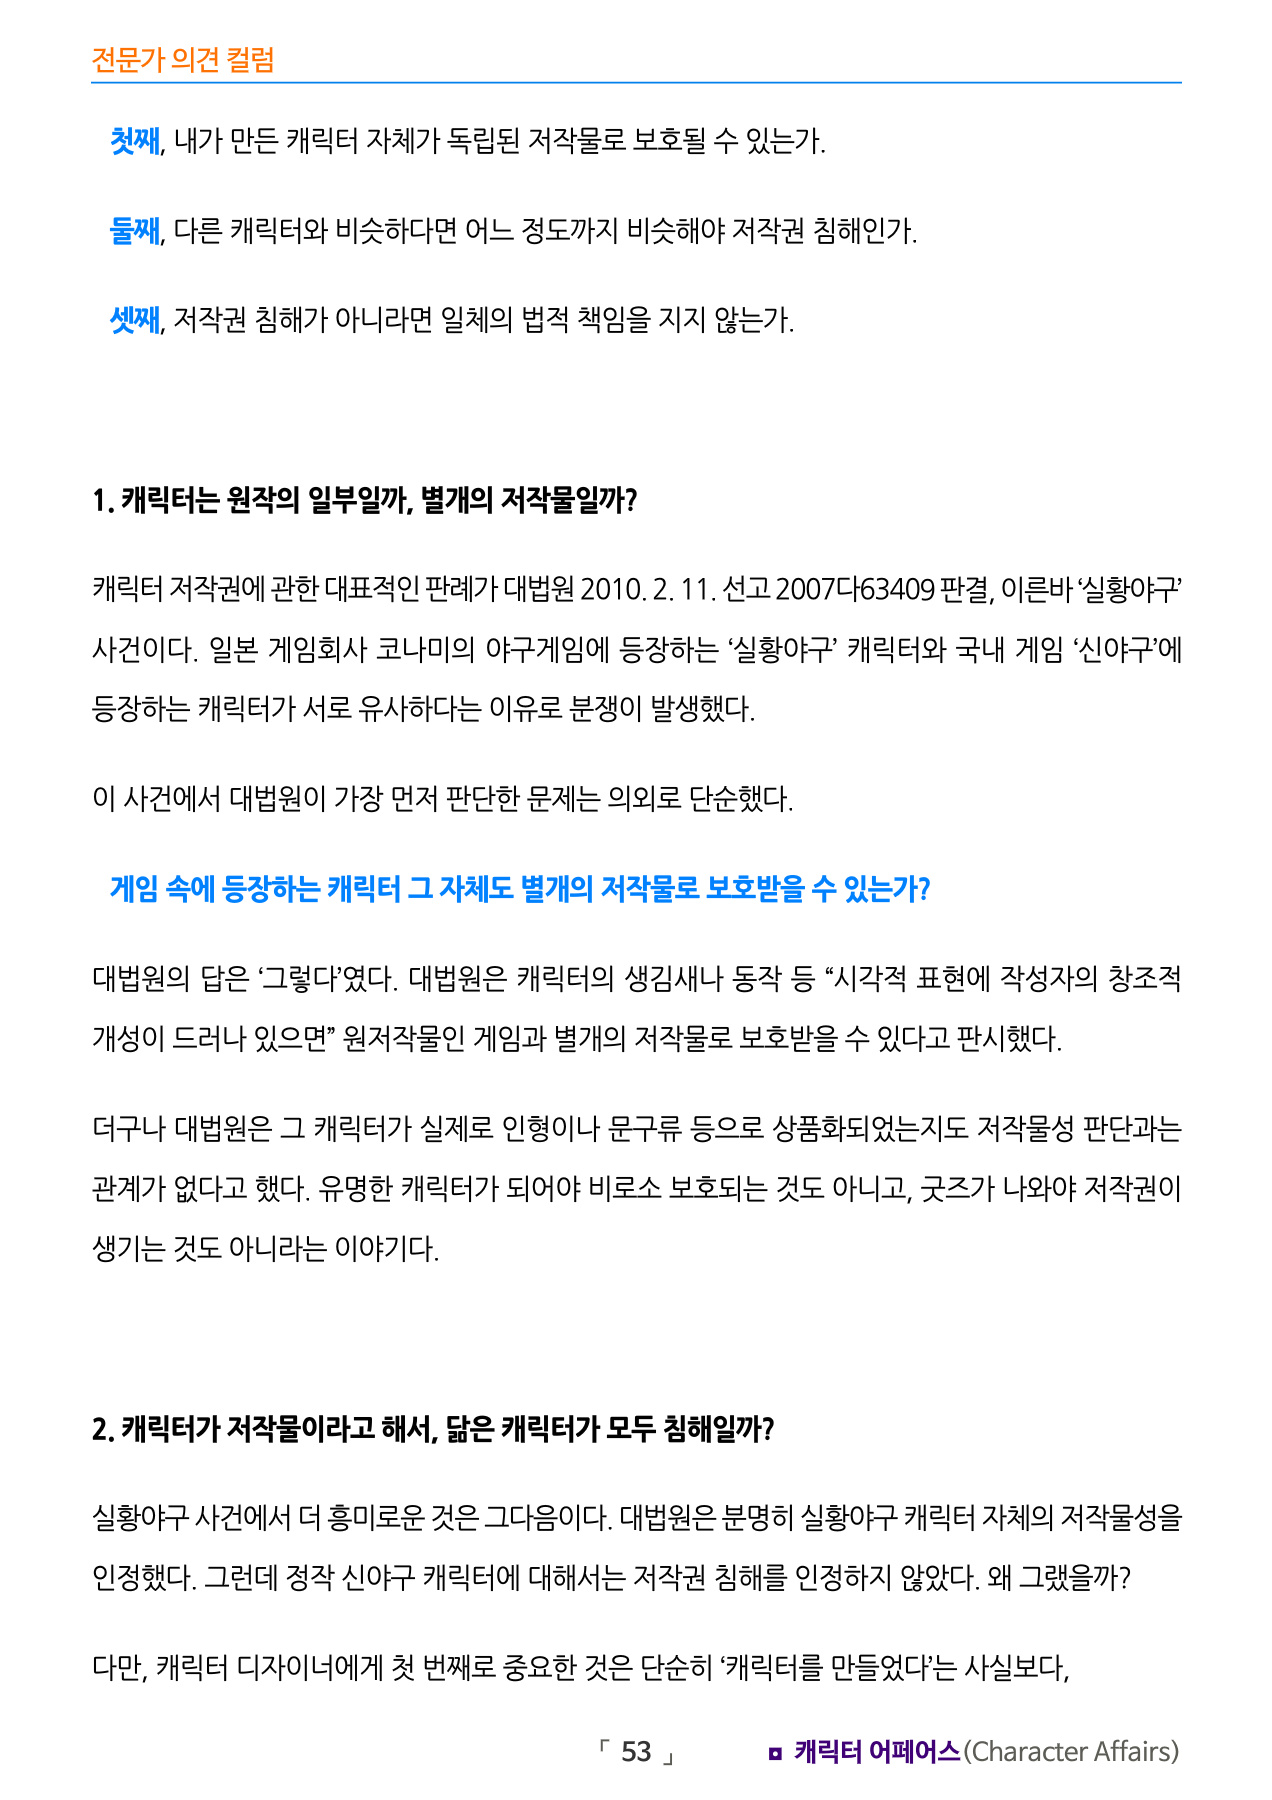 전문가 의견 컬럼
첫째, 내가 만든 캐릭터 자체가 독립된 저작물로 보호될 수 있는가.
둘째, 다른 캐릭터와 비슷하다면 어느 정도까지 비슷해야 저작권 침해인가.
셋째, 저작권 침해가 아니라면 일체의 법적 책임을 지지 않는가.
1. 캐릭터는 원작의 일부일까, 별개의 저작물일까?
캐릭터 저작권에 관한 대표적인 판례가 대법원 2010. 2. 11. 선고 2007다63409 판결, 이른바 ‘실황야구’
사건이다. 일본 게임회사 코나미의 야구게임에 등장하는 ‘실황야구’ 캐릭터와 국내 게임 ‘신야구’에
등장하는 캐릭터가 서로 유사하다는 이유로 분쟁이 발생했다.
이 사건에서 대법원이 가장 먼저 판단한 문제는 의외로 단순했다.
게임 속에 등장하는 캐릭터 그 자체도 별개의 저작물로 보호받을 수 있는가?
대법원의 답은 ‘그렇다’였다. 대법원은 캐릭터의 생김새나 동작 등 “시각적 표현에 작성자의 창조적
개성이 드러나 있으면” 원저작물인 게임과 별개의 저작물로 보호받을 수 있다고 판시했다.
더구나 대법원은 그 캐릭터가 실제로 인형이나 문구류 등으로 상품화되었는지도 저작물성 판단과는
관계가 없다고 했다. 유명한 캐릭터가 되어야 비로소 보호되는 것도 아니고, 굿즈가 나와야 저작권이
생기는 것도 아니라는 이야기다.
2. 캐릭터가 저작물이라고 해서, 닮은 캐릭터가 모두 침해일까?
실황야구 사건에서 더 흥미로운 것은 그다음이다. 대법원은 분명히 실황야구 캐릭터 자체의 저작물성을
인정했다. 그런데 정작 신야구 캐릭터에 대해서는 저작권 침해를 인정하지 않았다. 왜 그랬을까?
다만, 캐릭터 디자이너에게 첫 번째로 중요한 것은 단순히 ‘캐릭터를 만들었다’는 사실보다,
「 53 」 캐릭터 어페어스(Character Affairs)